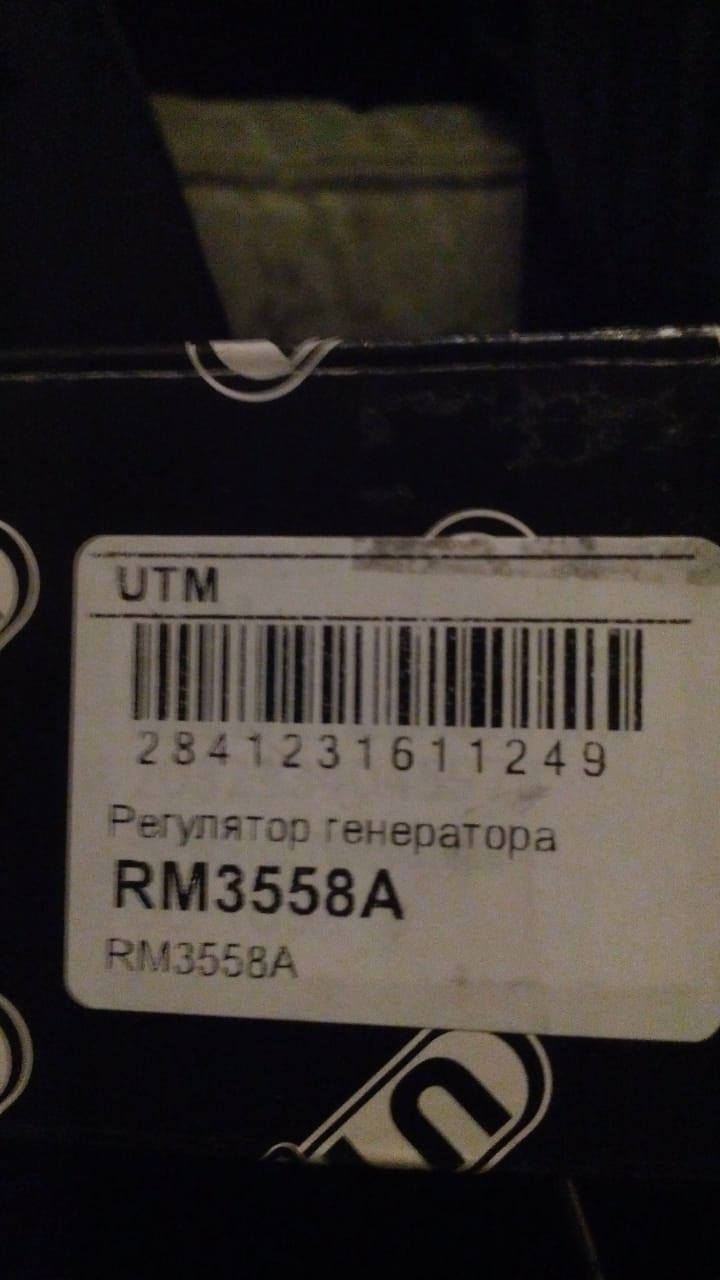 UTM
2841231611249
Регулятор генератора
RM3558A
RM3558A